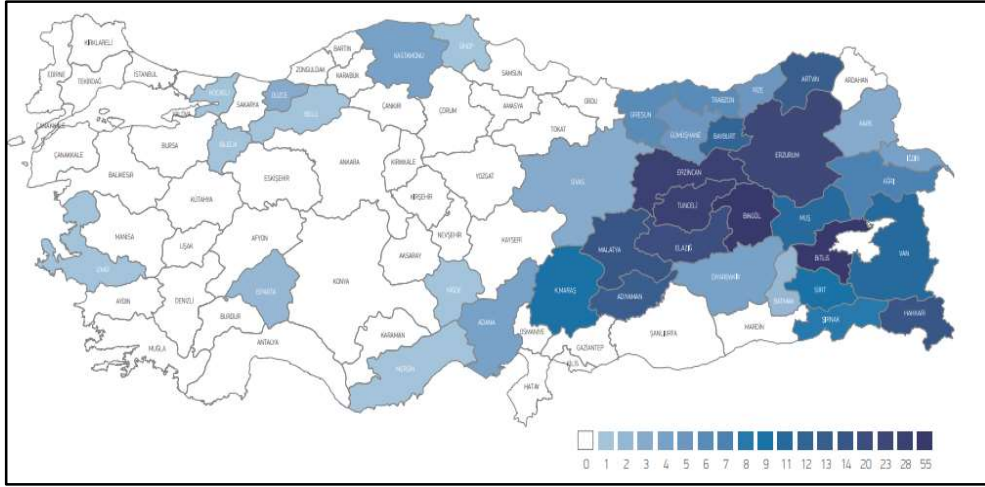 KIRKLARELİ
EDİRNE
TEKİRDAĞ
İSTANBUL
KOCAELİ
YALOVA
SAKARYA
DÜZCE
ZONGULDAK
BARTIN
KARABÜK
KASTAMONU
SİNOP
SAMSUN
ORDU
GİRESUN
TRABZON
RİZE
ARTVİN
ARDAHAN
ÇANAKKALE
ÇANAKKALE
BALIKESİR
BURSA
BİLECİK
BOLU
ÇANKIRI
ÇORUM
AMASYA
TOKAT
GÜMÜŞHANE
BAYBURT
ERZURUM
KARS
IĞDIR
ESKİŞEHİR
ANKARA
KIRIKKALE
YOZGAT
SİVAS
ERZİNCAN
TUNCELİ
BİNGÖL
MUŞ
AĞRI
MANİSA
KÜTAHYA
UŞAK
AFYON
KIRŞEHİR
NEVŞEHİR
KAYSERİ
MALATYA
ELAZIĞ
BİTLİS
VAN
İZMİR
AYDIN
DENİZLİ
ISPARTA
BURDUR
KONYA
AKSARAY
NİĞDE
K.MARAŞ
ADIYAMAN
DİYARBAKIR
BATMAN
SİİRT
ŞIRNAK
HAKKARİ
MUĞLA
ANTALYA
KARAMAN
MERSİN
ADANA
OSMANİYE
GAZİANTEP
KİLİS
ŞANLIURFA
MARDİN
HATAY
0 1 2 3 4 5 6 7 8 9 11 12 13 14 20 23 28 55